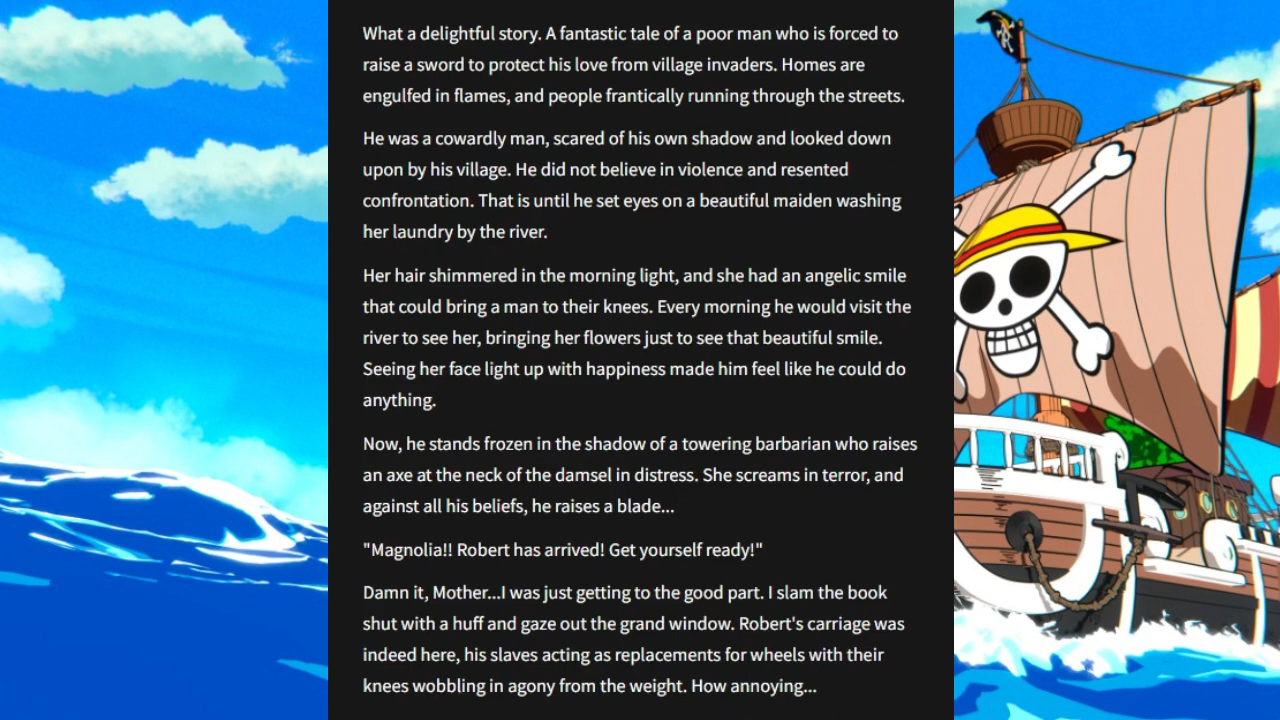 What a delightful story. A fantastic tale of a poor man who is forced to
raise a sword to protect his love from village invaders. Homes are
engulfed in flames, and people frantically running through the streets.
He was a cowardly man, scared of his own shadow and looked down
upon by his village. He did not believe in violence and resented
confrontation. That is until he set eyes on a beautiful maiden washing
her laundry by the river.
Her hair shimmered in the morning light, and she had an angelic smile
that could bring a man to their knees. Every morning he would visit the
river to see her, bringing her flowers just to see that beautiful smile.
Seeing her face light up with happiness made him feel like he could do
anything.
Now, he stands frozen in the shadow of a towering barbarian who raises
an axe at the neck of the damsel in distress. She screams in terror, and
against all his beliefs, he raises a blade...
"Magnolia!! Robert has arrived! Get yourself ready!"
Damn it, Mother...I was just getting to the good part. I slam the book
shut with a huff and gaze out the grand window. Robert's carriage was
indeed here, his slaves acting as replacements for wheels with their
knees wobbling in agony from the weight. How annoying...